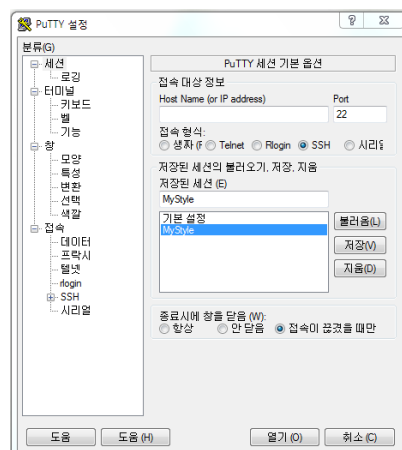 PuTTY 설정
분류(G)
세션
로깅
터미널
키보드
벨
기능
창
모양
특성
변환
선택
색깔
접속
데이터
프락시
텔넷
rlogin
SSH
시리얼
PuTTY 세션 기본 옵션
접속 대상 정보
Host Name (or IP address) Port
22
접속 형식:
생짜 Telnet Rlogin SSH
저장된 세션의 불러오기, 저장, 지움
저장된 세션 (E)
MyStyle
기본 설정
MyStyle
불러옴(L)
저장(V)
지움(D)
종료시에 창을 닫음 (W):
항상 안 닫음 접속이 끊겼을 때만
도움 도움 (H) 열기 (O) 취소 (C)